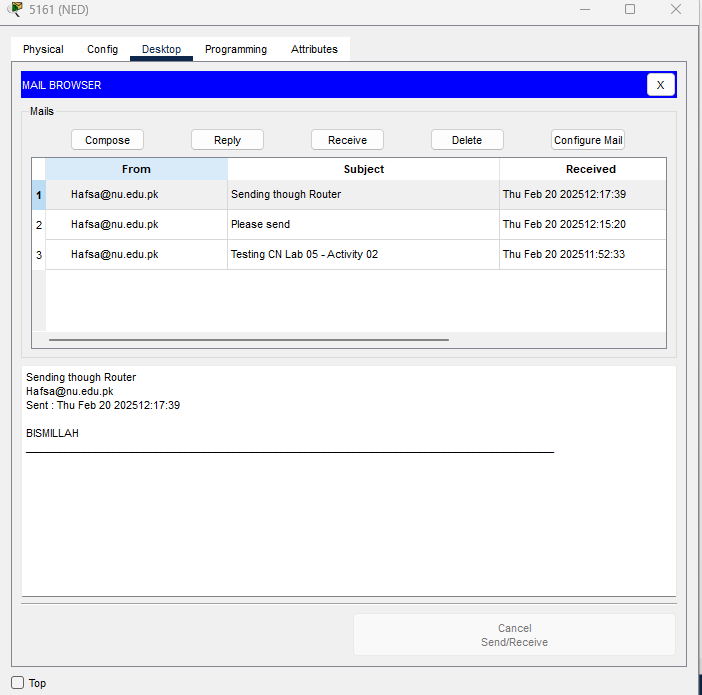 5161 (NED)
Physical Config Desktop Programming Attributes
MAIL BROWSER X
Mails
Compose Reply Receive Delete Configure Mail
From Subject Received
1 Hafsa@nu.edu.pk Sending though Router Thu Feb 20 202512:17:39
2 Hafsa@nu.edu.pk Please send Thu Feb 20 202512:15:20
3 Hafsa@nu.edu.pk Testing CN Lab 05 - Activity 02 Thu Feb 20 202511:52:33
Sending though Router
Hafsa@nu.edu.pk
Sent : Thu Feb 20 202512:17:39
BISMILLAH
Cancel
Send/Receive
Top